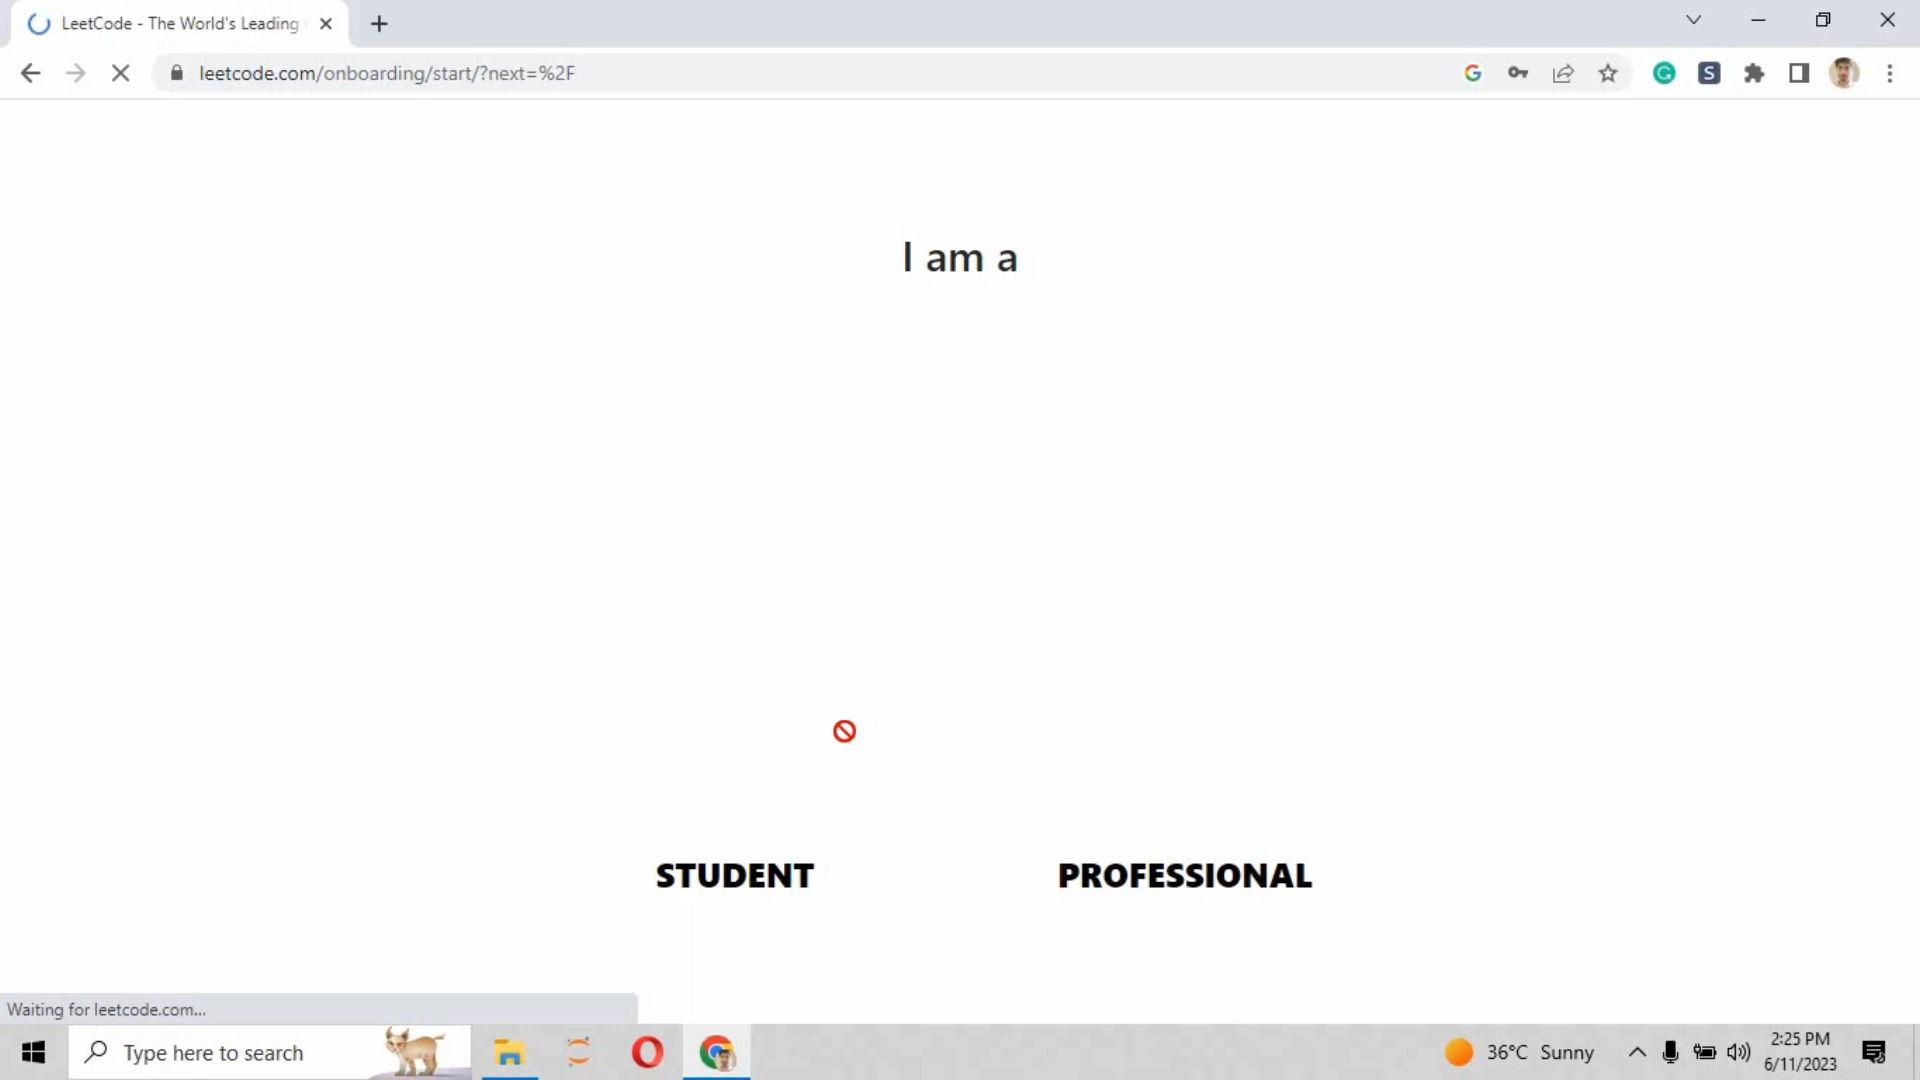 LeetCode - The World's Leading
leetcode.com/onboarding/start/?next=%2F
I am a
STUDENT
PROFESSIONAL
Waiting for leetcode.com...
Type here to search
36°C Sunny
2:25 PM
6/11/2023